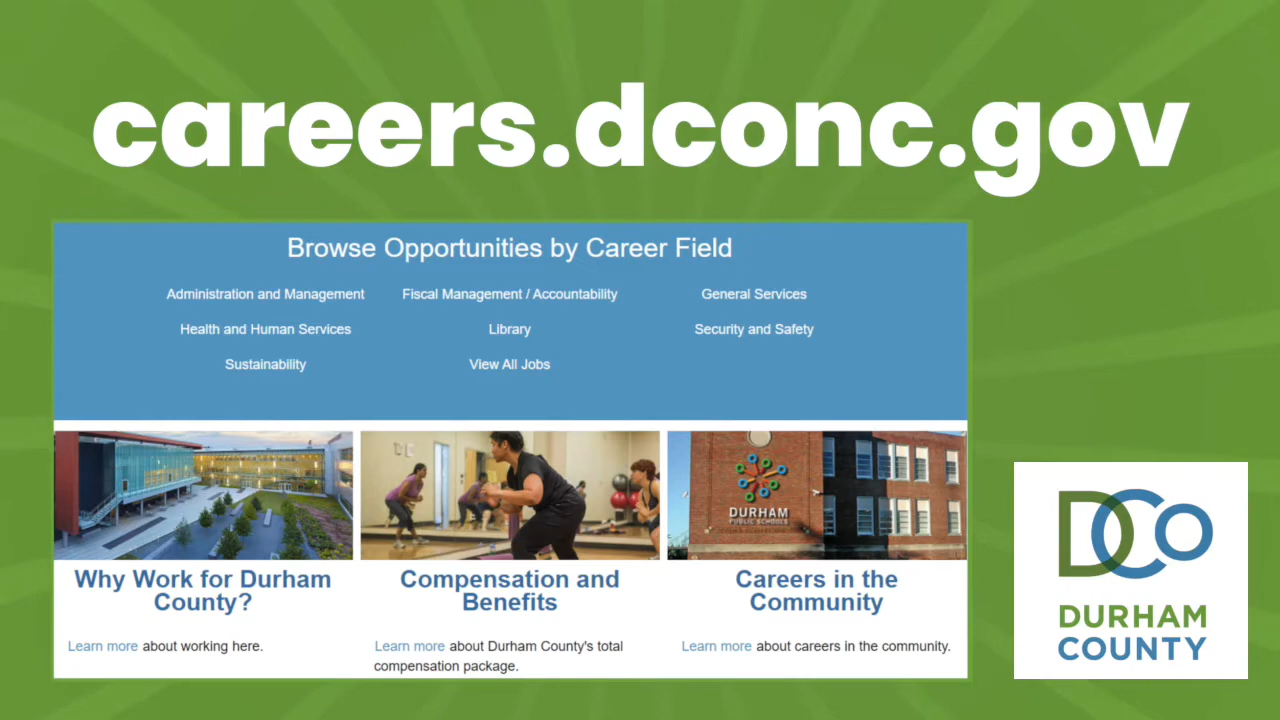 careers.dconc.gov
Browse Opportunities by Career Field
Administration and Management Fiscal Management / Accountability General Services
Health and Human Services Library Security and Safety
Sustainability View All Jobs
DURHAM
PUBLIC SCHOOLS
Why Work for Durham
County?
Compensation and
Benefits
Careers in the
Community
Learn more about working here.
Learn more about Durham County's total
compensation package.
Learn more about careers in the community.
DCO
DURHAM
COUNTY